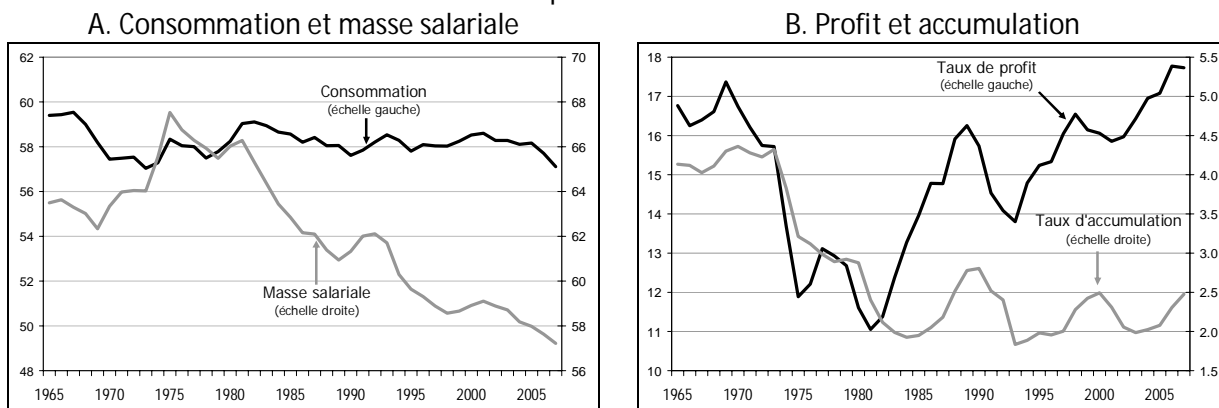 A. Consommation et masse salariale
62
60
58
56
54
52
50
48
70
68
66
64
62
60
58
56
Consommation
(échelle gauche)
Masse salariale
(échelle droite)
1965 1970 1975 1980 1985 1990 1995 2000 2005
B. Profit et accumulation
18
17
16
15
14
13
12
11
10
5.5
5.0
4.5
4.0
3.5
3.0
2.5
2.0
1.5
Taux de profit
(échelle gauche)
Taux d'accumulation
(échelle droite)
1965 1970 1975 1980 1985 1990 1995 2000 2005